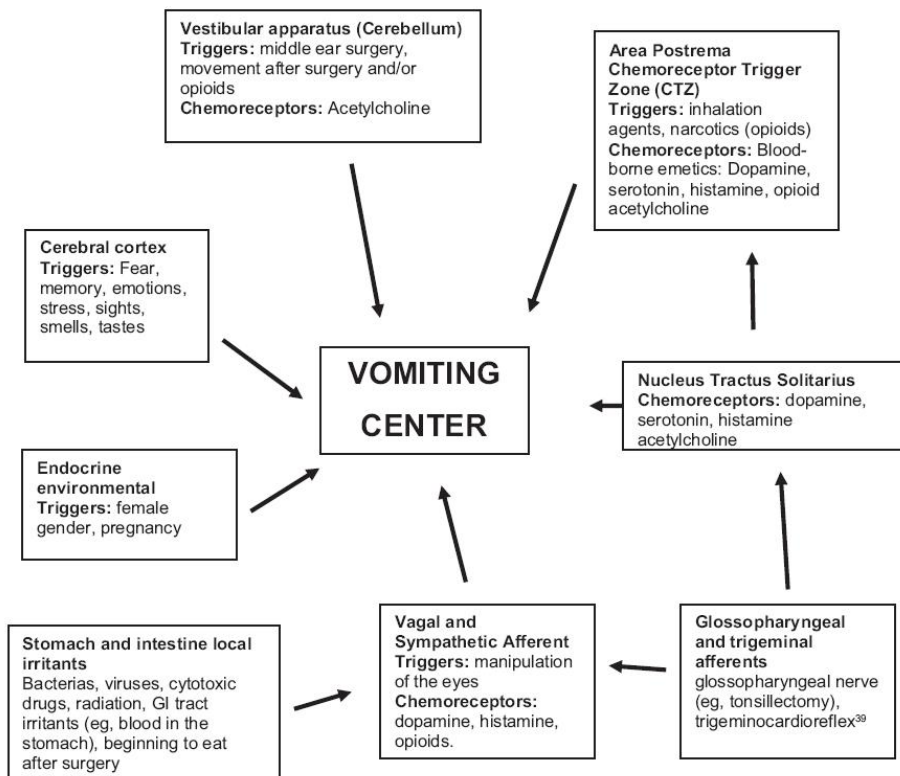 Vestibular apparatus (Cerebellum)
Triggers: middle ear surgery,
movement after surgery and/or
opioids
Chemoreceptors: Acetylcholine
Area Postrema
Chemoreceptor Trigger
Zone (CTZ)
Triggers: inhalation
agents, narcotics (opioids)
Chemoreceptors: Blood-
borne emetics: Dopamine,
serotonin, histamine, opioid
acetylcholine
Cerebral cortex
Triggers: Fear,
memory, emotions,
stress, sights,
smells, tastes
VOMITING
CENTER
Nucleus Tractus Solitarius
Chemoreceptors: dopamine,
serotonin, histamine
acetylcholine
Endocrine
environmental
Triggers: female
gender, pregnancy
Stomach and intestine local
irritants
Bacterias, viruses, cytotoxic
drugs, radiation, GI tract
irritants (eg, blood in the
stomach), beginning to eat
after surgery
Vagal and
Sympathetic Afferent
Triggers: manipulation
of the eyes
Chemoreceptors:
dopamine, histamine,
opioids.
Glossopharyngeal
and trigeminal
afferents
glossopharyngeal nerve
(eg, tonsillectomy),
trigeminocardioreflex³⁹